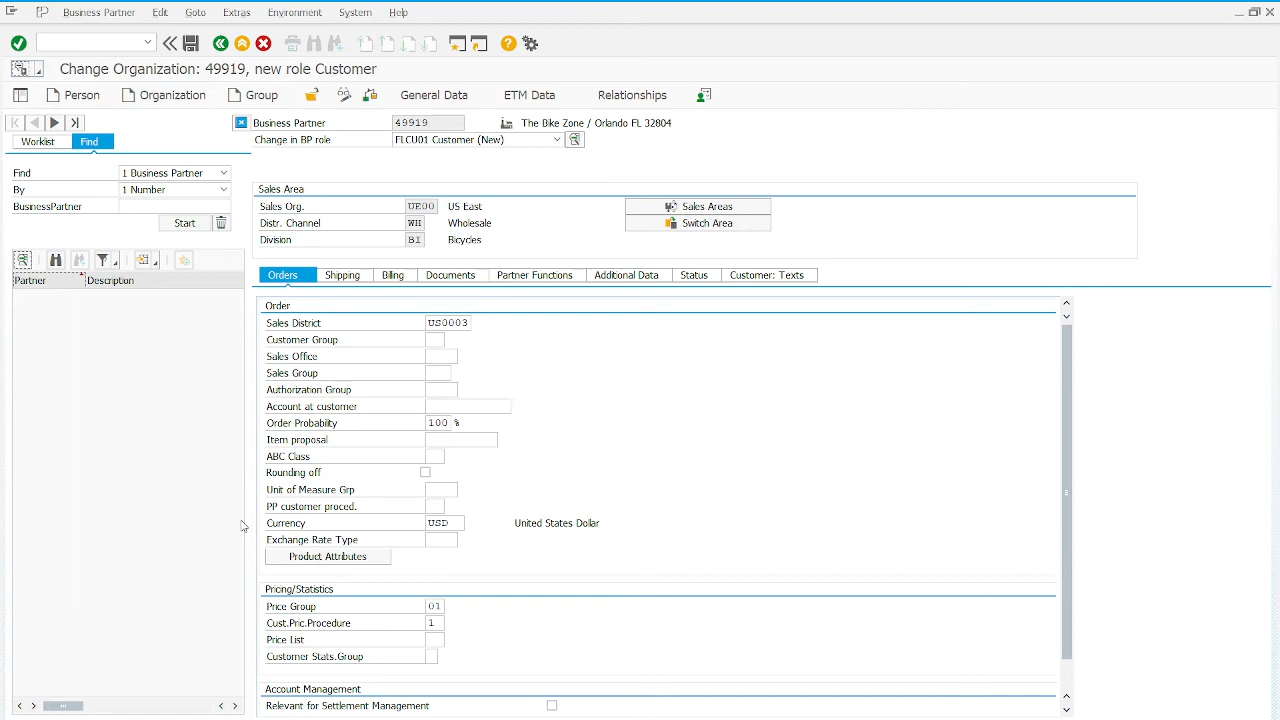 Business Partner Edit Goto Extras Environment System Help
Change Organization: 49919, new role Customer
Person Organization Group General Data ETM Data Relationships
Business Partner 49919 The Bike Zone / Orlando FL 32804
Worklist Find
Change in BP role FLCU01 Customer (New)
Find 1 Business Partner
By 1 Number
BusinessPartner
Start
Partner Description
Sales Area
Sales Org. UE00 US East Sales Areas
Distr. Channel WH Wholesale Switch Area
Division BI Bicycles
Orders Shipping Billing Documents Partner Functions Additional Data Status Customer: Texts
Order
Sales District US0003
Customer Group
Sales Office
Sales Group
Authorization Group
Account at customer
Order Probability 100 %
Item proposal
ABC Class
Rounding off
Unit of Measure Grp
PP customer proced.
Currency USD United States Dollar
Exchange Rate Type
Product Attributes
Pricing/Statistics
Price Group 01
Cust.Pric.Procedure 1
Price List
Customer Stats.Group
Account Management
Relevant for Settlement Management